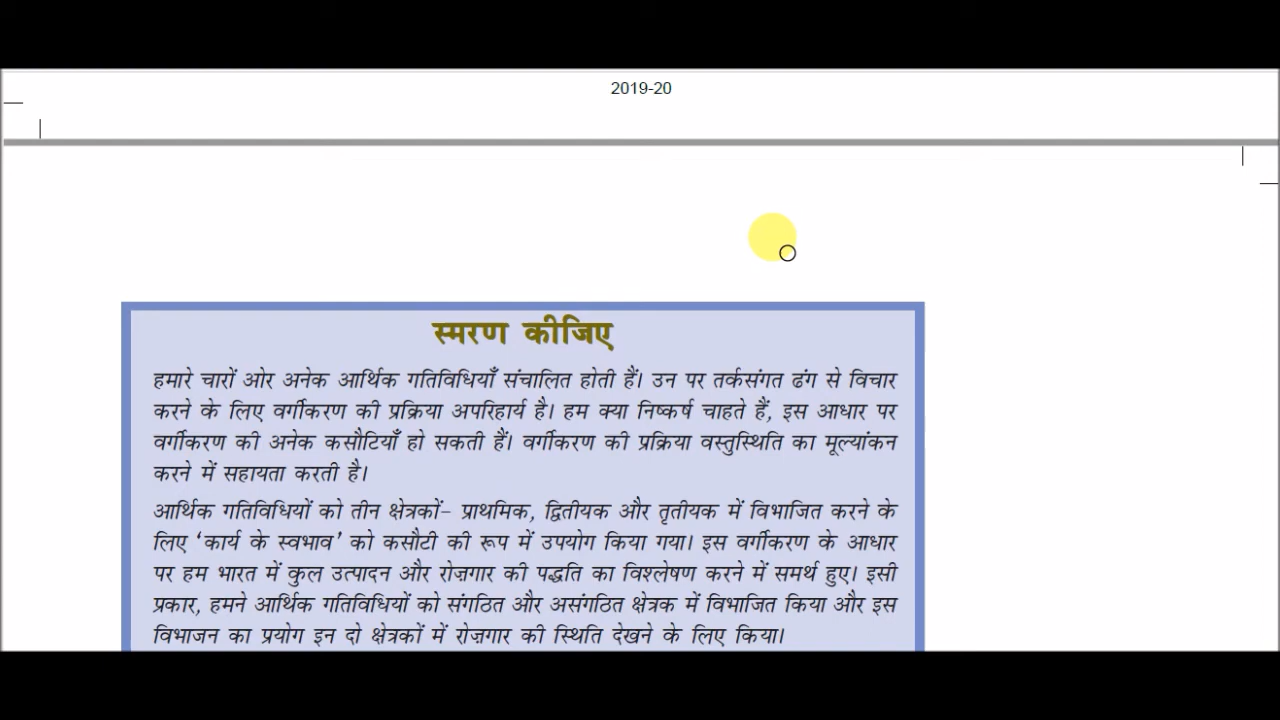 2019-20
स्मरण कीजिए
हमारे चारों ओर अनेक आर्थिक गतिविधियाँ संचालित होती हैं। उन पर तर्कसंगत ढंग से विचार
करने के लिए वर्गीकरण की प्रक्रिया अपरिहार्य है। हम क्या निष्कर्ष चाहते हैं, इस आधार पर
वर्गीकरण की अनेक कसौटियाँ हो सकती हैं। वर्गीकरण की प्रक्रिया वस्तुस्थिति का मूल्यांकन
करने में सहायता करती है।
आर्थिक गतिविधियों को तीन क्षेत्रकों– प्राथमिक, द्वितीयक और तृतीयक में विभाजित करने के
लिए ‘कार्य के स्वभाव’ को कसौटी की रूप में उपयोग किया गया। इस वर्गीकरण के आधार
पर हम भारत में कुल उत्पादन और रोज़गार की पद्धति का विश्लेषण करने में समर्थ हुए। इसी
प्रकार, हमने आर्थिक गतिविधियों को संगठित और असंगठित क्षेत्रक में विभाजित किया और इस
विभाजन का प्रयोग इन दो क्षेत्रकों में रोज़गार की स्थिति देखने के लिए किया।